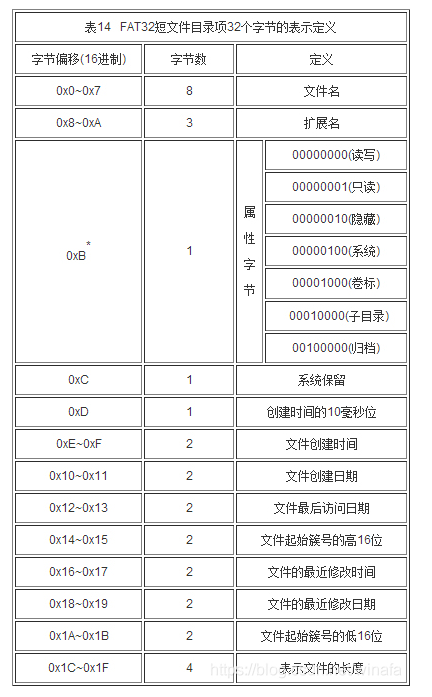 表14 FAT32短文件目录项32个字节的表示定义
字节偏移(16进制) 字节数 定义
0x0~0x7 8 文件名
0x8~0xA 3 扩展名
0xB* 1 属性字节 00000000(读写)
00000001(只读)
00000010(隐藏)
00000100(系统)
00001000(卷标)
00010000(子目录)
00100000(归档)
0xC 1 系统保留
0xD 1 创建时间的10毫秒位
0xE~0xF 2 文件创建时间
0x10~0x11 2 文件创建日期
0x12~0x13 2 文件最后访问日期
0x14~0x15 2 文件起始簇号的高16位
0x16~0x17 2 文件的最近修改时间
0x18~0x19 2 文件的最近修改日期
0x1A~0x1B 2 文件起始簇号的低16位
0x1C~0x1F 4 表示文件的长度